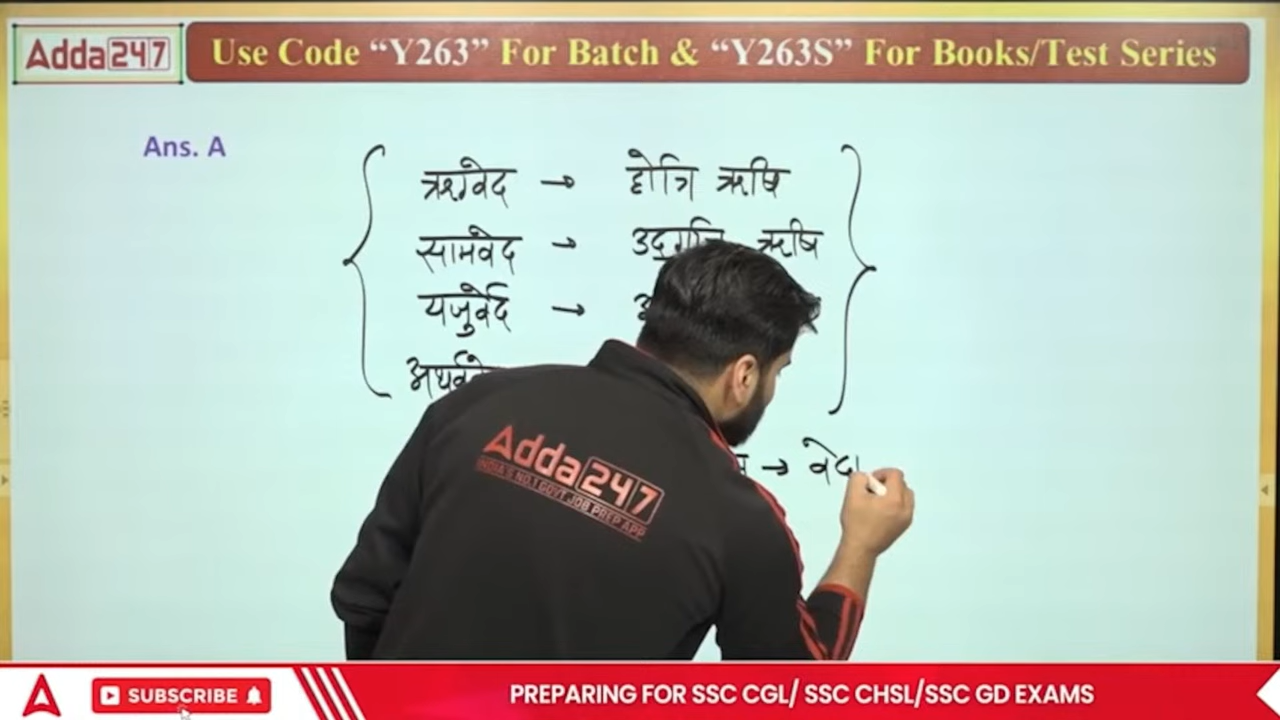 Adda247
Use Code “Y263” For Batch & “Y263S” For Books/Test Series
Ans. A
ऋग्वेद → होत्रि ऋषि
सामवेद → ऋषि
यजुर्वेद →
→
Adda247
INDIA'S NO.1 GOVT JOB PREP APP
SUBSCRIBE
PREPARING FOR SSC CGL/ SSC CHSL/SSC GD EXAMS